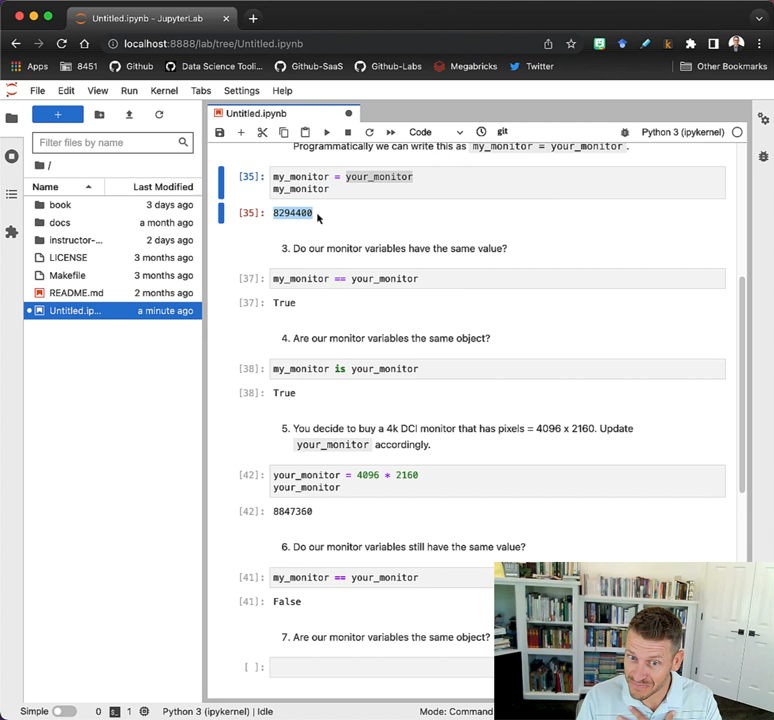 Untitled.ipynb - JupyterLab
localhost:8888/lab/tree/Untitled.ipynb
Apps 8451 Github Data Science Tooli... Github-SaaS Github-Labs Megabricks Twitter Other Bookmarks
File Edit View Run Kernel Tabs Settings Help
Untitled.ipynb
Code git Python 3 (ipykernel)
Filter files by name
/
Name Last Modified
book 3 days ago
docs a month ago
instructor-... 2 days ago
LICENSE 3 months ago
Makefile 3 months ago
README.md 2 months ago
Untitled.ip... a minute ago
Programmatically we can write this as my_monitor = your_monitor .
[35]: my_monitor = your_monitor
my_monitor
[35]: 8294400
3. Do our monitor variables have the same value?
[37]: my_monitor == your_monitor
[37]: True
4. Are our monitor variables the same object?
[38]: my_monitor is your_monitor
[38]: True
5. You decide to buy a 4k DCI monitor that has pixels = 4096 x 2160. Update
your_monitor accordingly.
[42]: your_monitor = 4096 * 2160
your_monitor
[42]: 8847360
6. Do our monitor variables still have the same value?
[41]: my_monitor == your_monitor
[41]: False
7. Are our monitor variables the same object?
[ ]:
Simple 0 1 Python 3 (ipykernel) | Idle Mode: Command